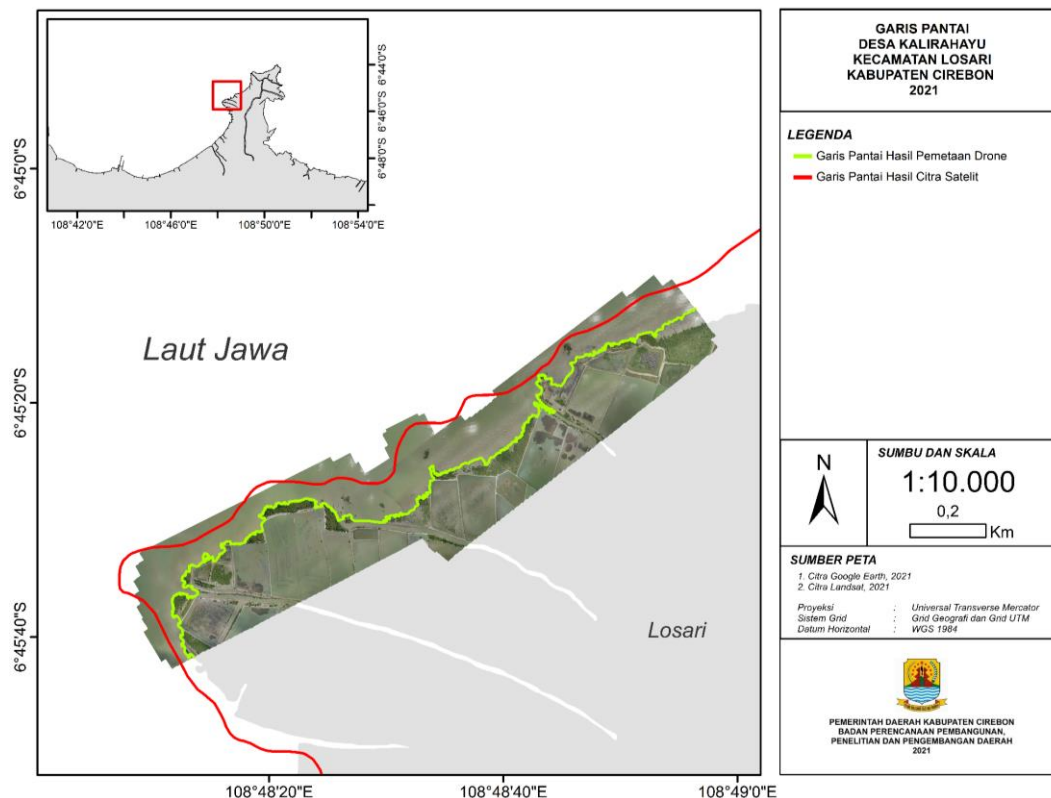 GARIS PANTAI
DESA KALIRAHAYU
KECAMATAN LOSARI
KABUPATEN CIREBON
2021
LEGENDA
Garis Pantai Hasil Pemetaan Drone
Garis Pantai Hasil Citra Satelit
6°44'0"S
6°46'0"S
6°48'0"S
108°42'0"E
108°46'0"E
108°50'0"E
108°54'0"E
6°45'0"S
6°45'20"S
6°45'40"S
Laut Jawa
Losari
108°48'20"E
108°48'40"E
108°49'0"E
N
SUMBU DAN SKALA
1:10.000
0,2
Km
SUMBER PETA
1. Citra Google Earth, 2021
2. Citra Landsat, 2021
Proyeksi : Universal Transverse Mercator
Sistem Grid : Grid Geografi dan Grid UTM
Datum Horizontal : WGS 1984
PEMERINTAH DAERAH KABUPATEN CIREBON
BADAN PERENCANAAN PEMBANGUNAN,
PENELITIAN DAN PENGEMBANGAN DAERAH
2021